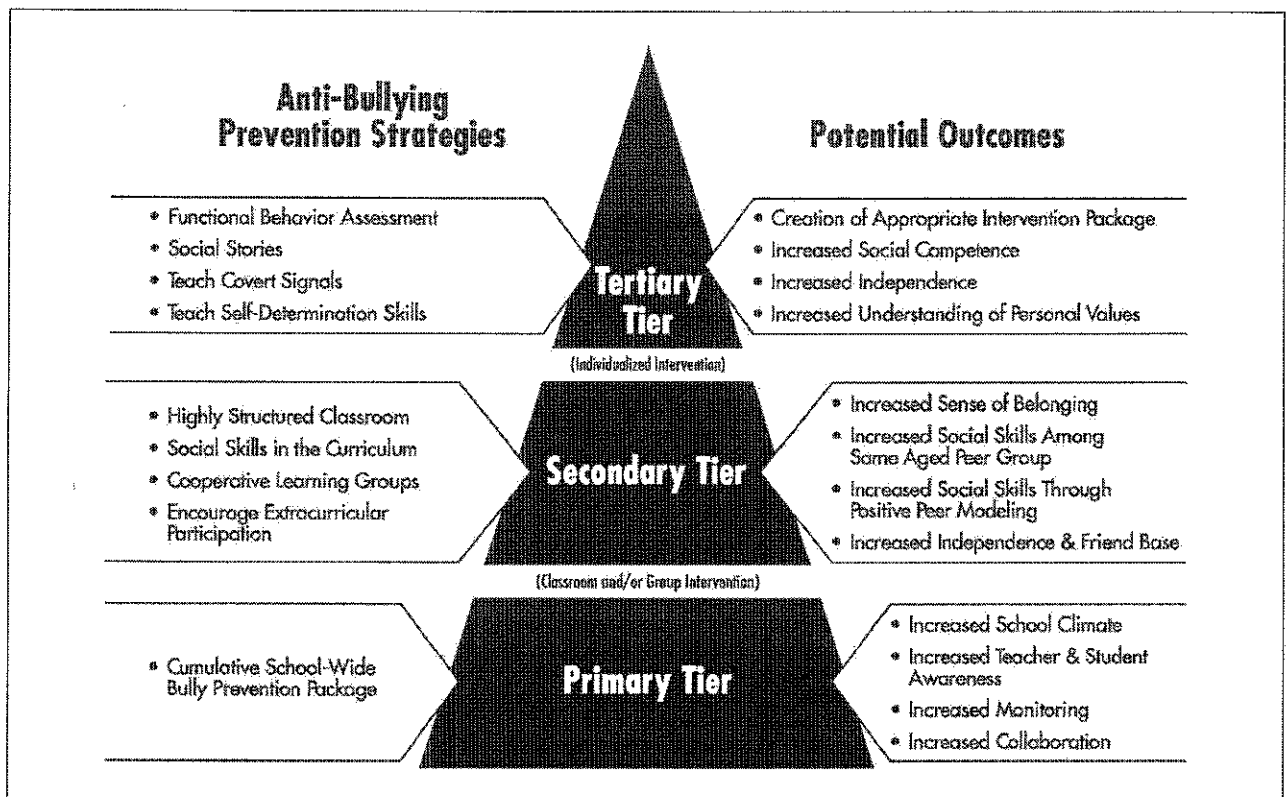 Anti-Bullying
Prevention Strategies
Potential Outcomes
• Functional Behavior Assessment
• Social Stories
• Teach Covert Signals
• Teach Self-Determination Skills
Tertiary
Tier
• Creation of Appropriate Intervention Package
• Increased Social Competence
• Increased Independence
• Increased Understanding of Personal Values
(Individualized Intervention)
• Highly Structured Classroom
• Social Skills in the Curriculum
• Cooperative Learning Groups
• Encourage Extracurricular
Participation
Secondary Tier
• Increased Sense of Belonging
• Increased Social Skills Among
Same Aged Peer Group
• Increased Social Skills Through
Positive Peer Modeling
• Increased Independence & Friend Base
(Classroom and/or Group Intervention)
• Cumulative School-Wide
Bully Prevention Package
Primary Tier
• Increased School Climate
• Increased Teacher & Student
Awareness
• Increased Monitoring
• Increased Collaboration